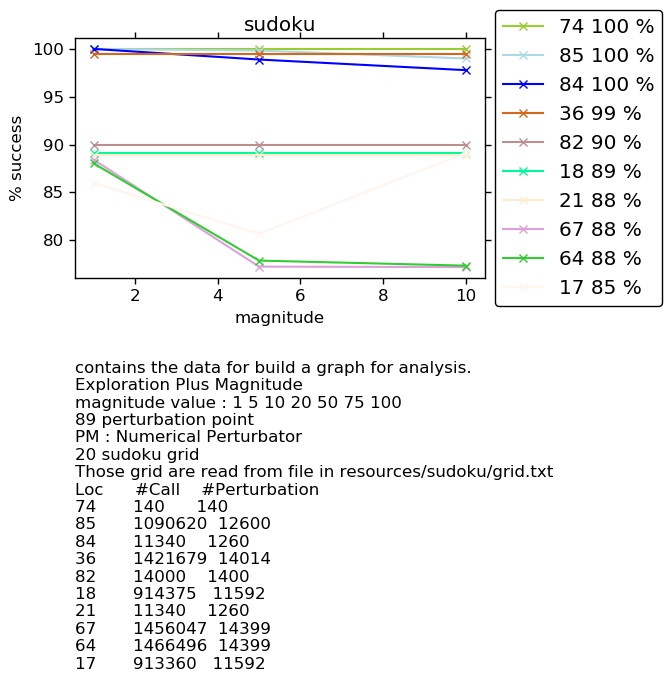 sudoku
100
95
90
85
80
% success
2
4
6
8
10
magnitude
74 100 %
85 100 %
84 100 %
36 99 %
82 90 %
18 89 %
21 88 %
67 88 %
64 88 %
17 85 %
contains the data for build a graph for analysis.
Exploration Plus Magnitude
magnitude value : 1 5 10 20 50 75 100
89 perturbation point
PM : Numerical Perturbator
20 sudoku grid
Those grid are read from file in resources/sudoku/grid.txt
Loc #Call #Perturbation
74 140 140
85 1090620 12600
84 11340 1260
36 1421679 14014
82 14000 1400
18 914375 11592
21 11340 1260
67 1456047 14399
64 1466496 14399
17 913360 11592